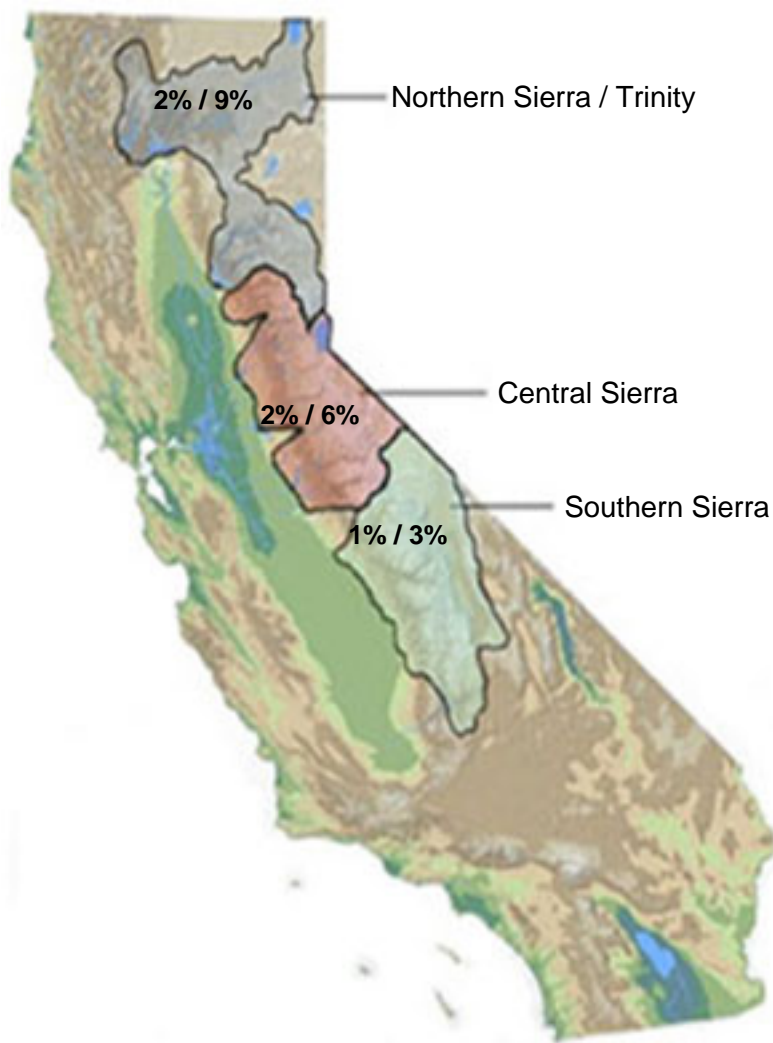 2% / 9%
Northern Sierra / Trinity
2% / 6%
Central Sierra
1% / 3%
Southern Sierra